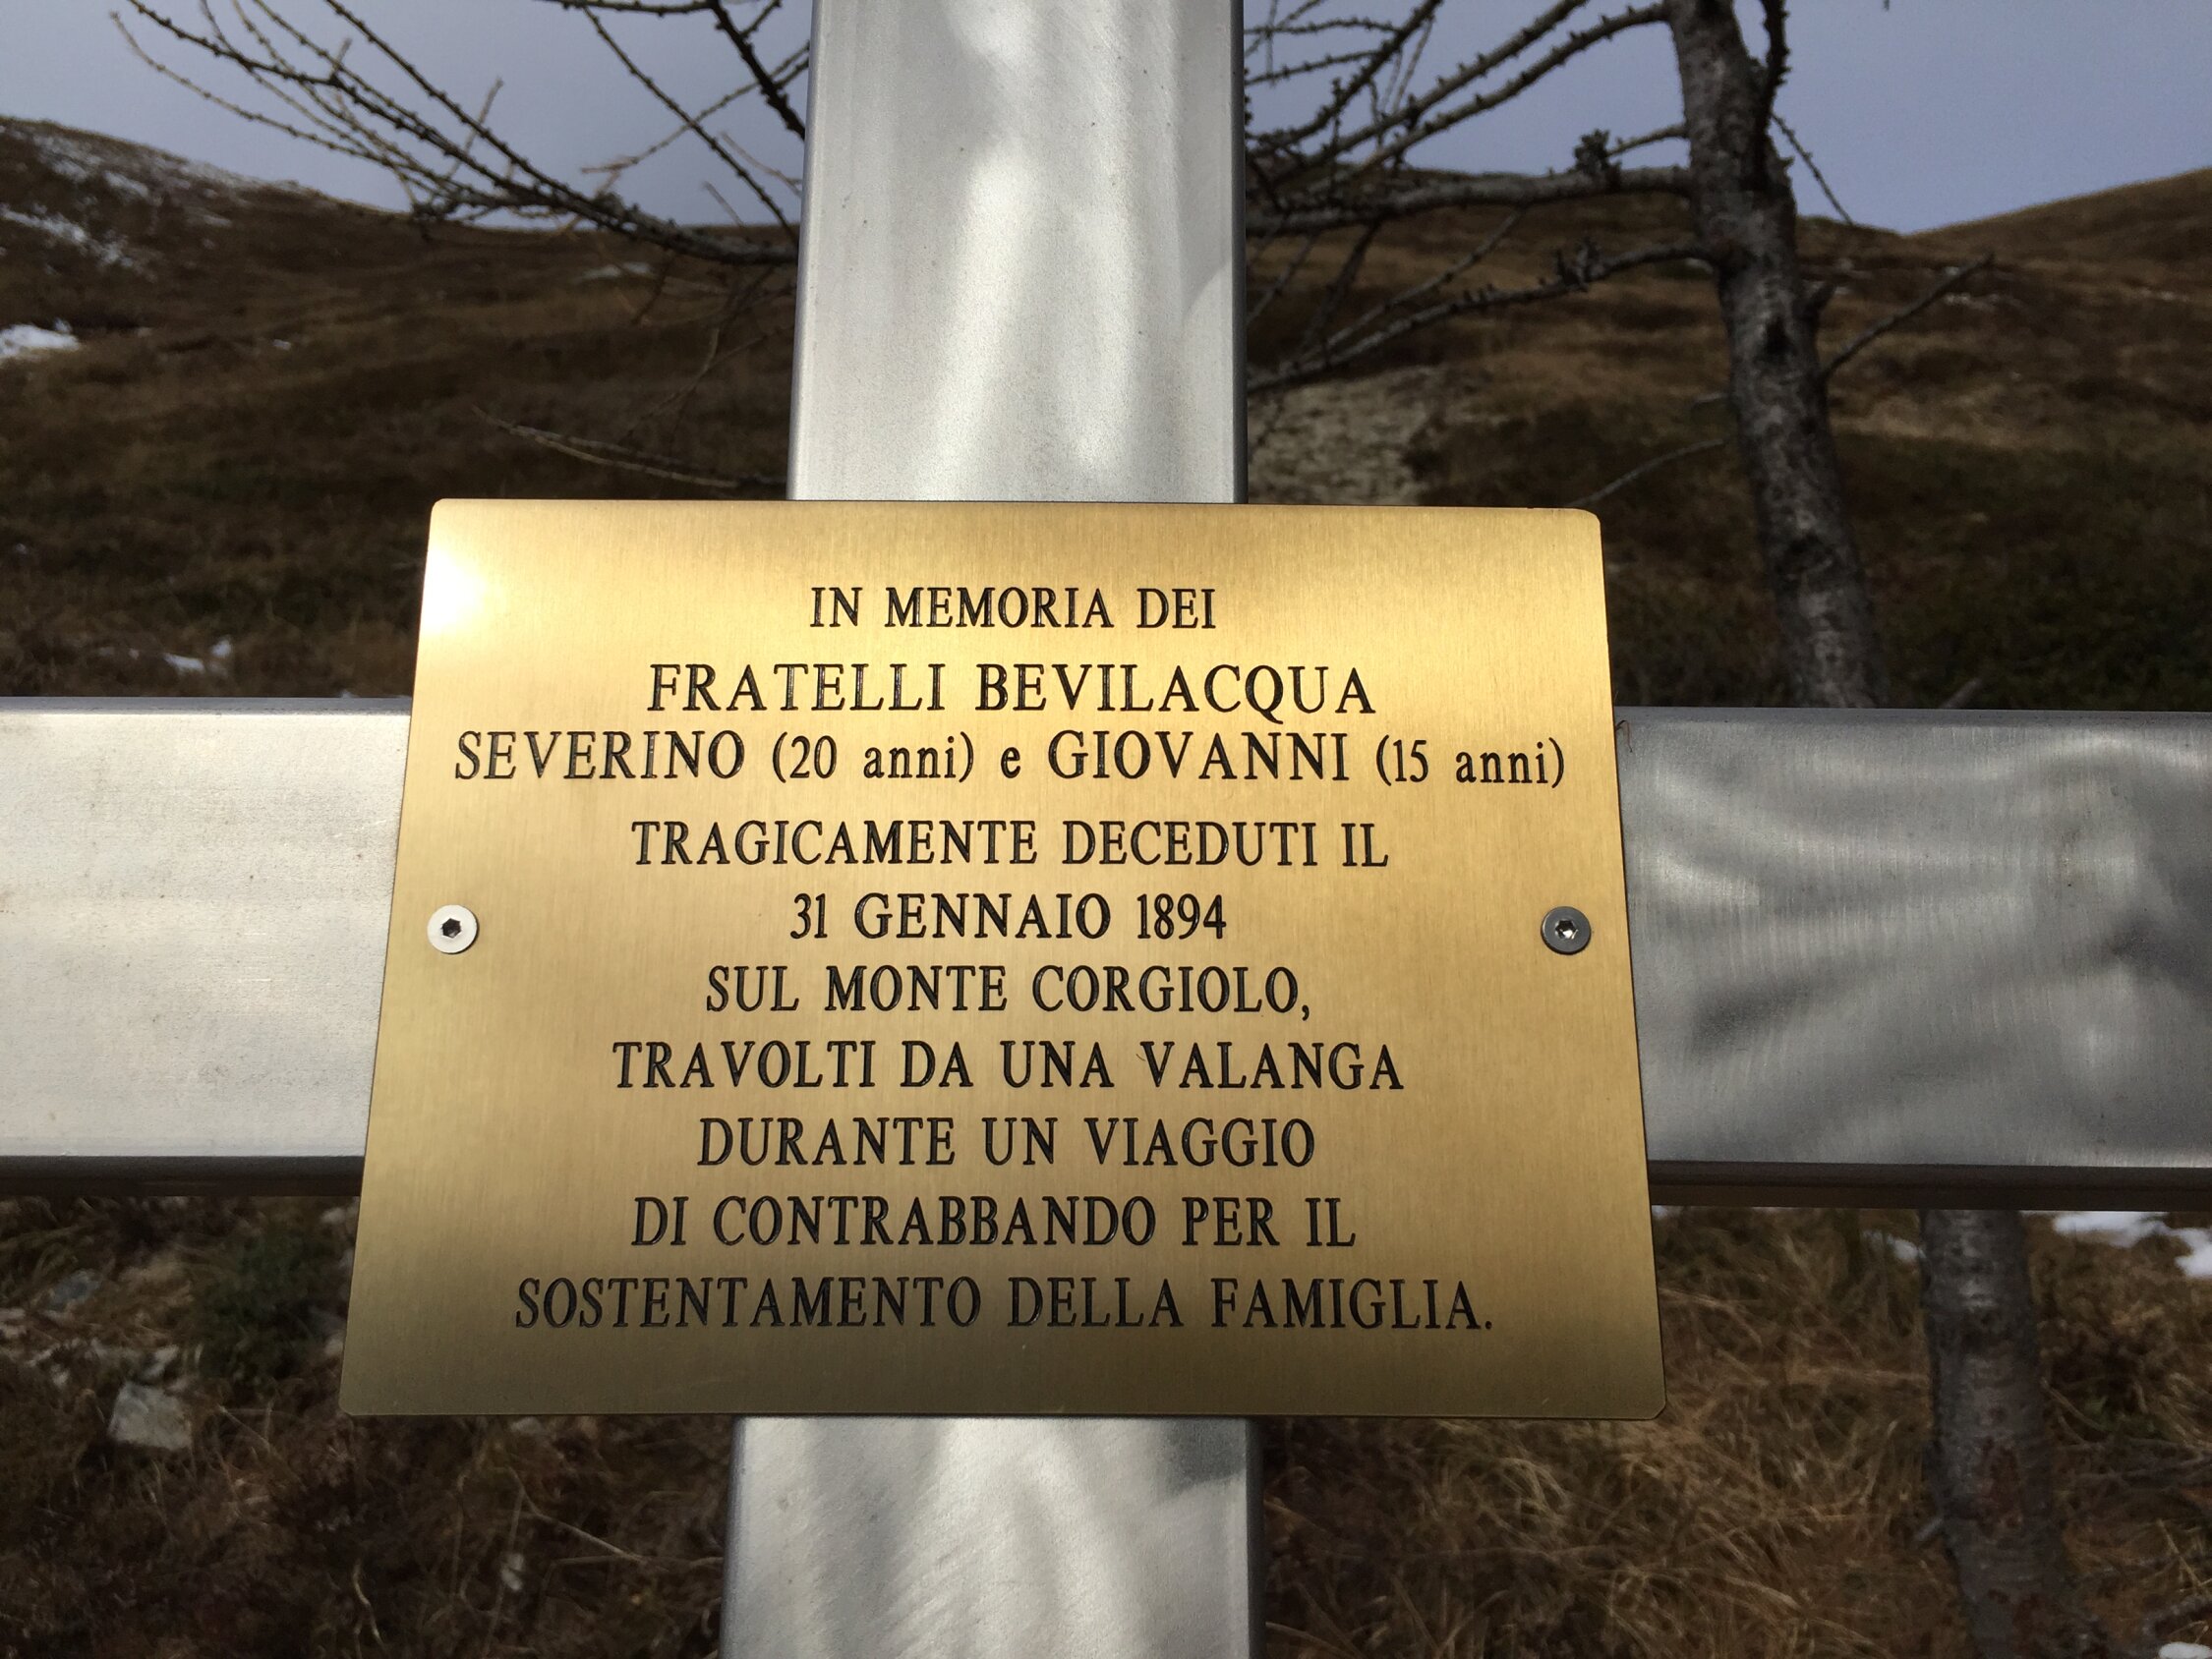 IN MEMORIA DEI
FRATELLI BEVILACQUA
SEVERINO (20 anni) e GIOVANNI (15 anni)
TRAGICAMENTE DECEDUTI IL
31 GENNAIO 1894
SUL MONTE CORGIOLO,
TRAVOLTI DA UNA VALANGA
DURANTE UN VIAGGIO
DI CONTRABBANDO PER IL
SOSTENTAMENTO DELLA FAMIGLIA.